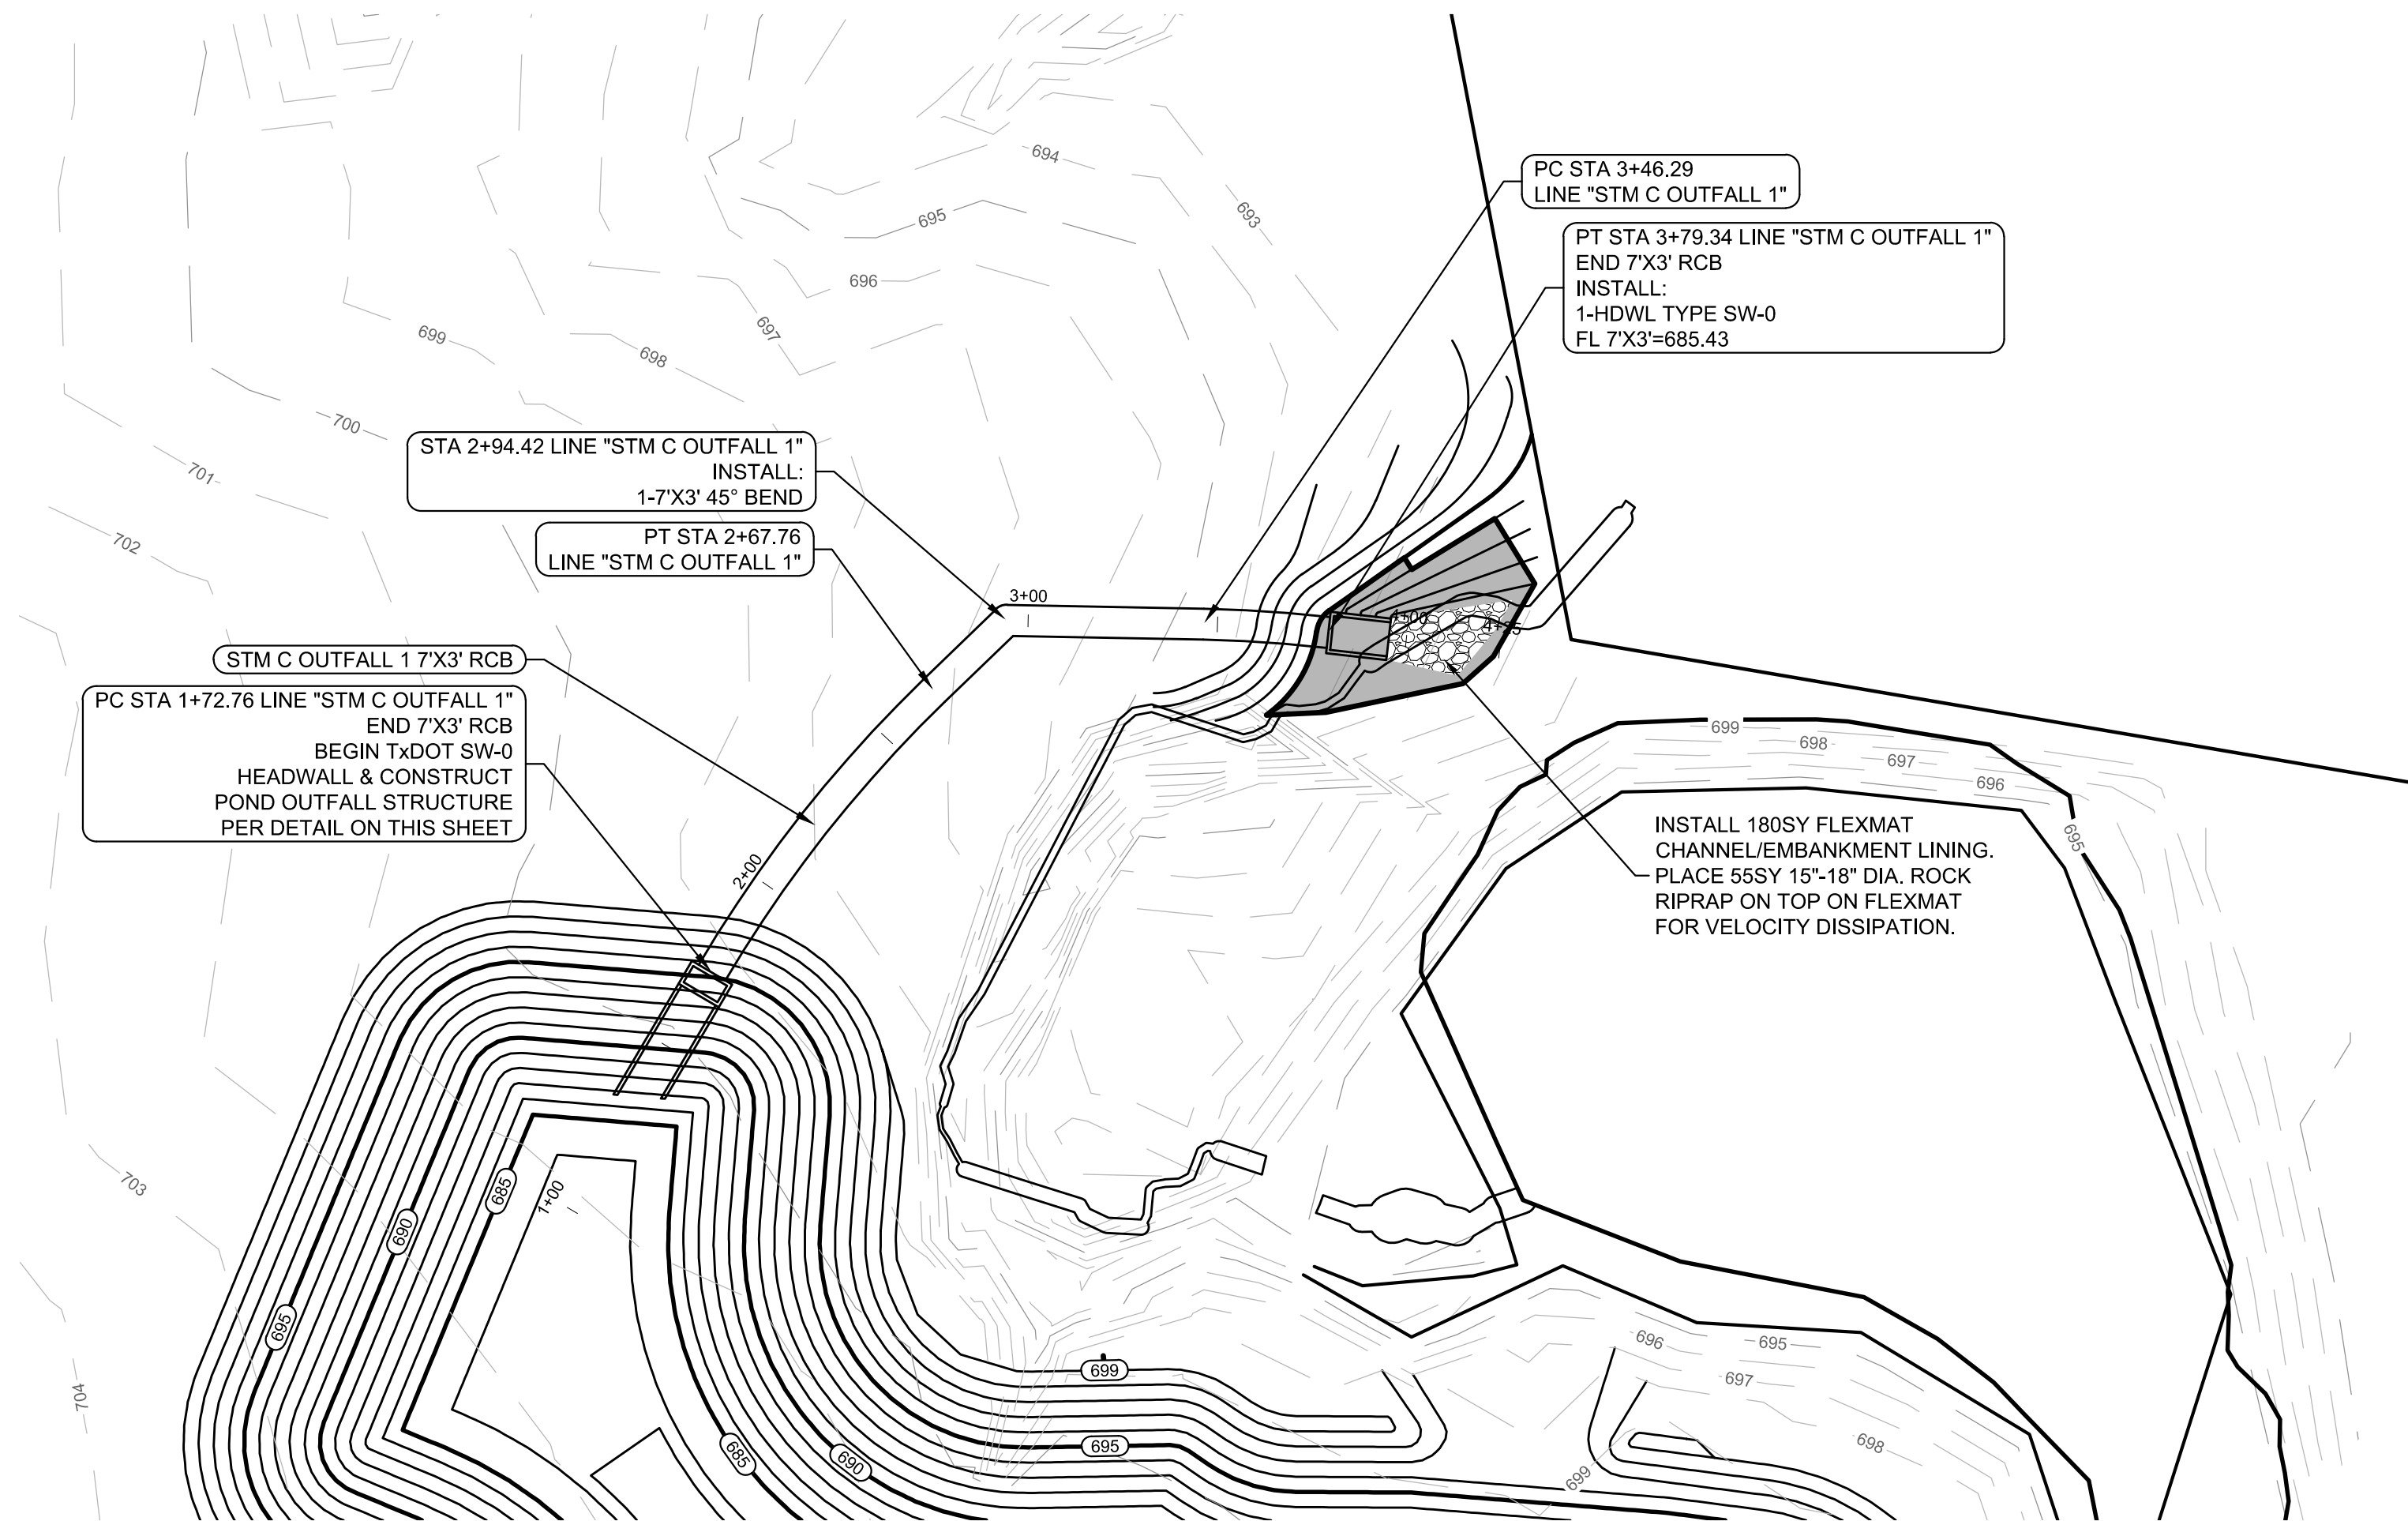 694
695
693
696
697
699
698
700
701
702
703
704
PC STA 3+46.29
LINE "STM C OUTFALL 1"
PT STA 3+79.34 LINE "STM C OUTFALL 1"
END 7'X3' RCB
INSTALL:
1-HDWL TYPE SW-0
FL 7'X3'=685.43
STA 2+94.42 LINE "STM C OUTFALL 1"
INSTALL:
1-7'X3' 45° BEND
PT STA 2+67.76
LINE "STM C OUTFALL 1"
3+00
4+00
4+25
STM C OUTFALL 1 7'X3' RCB
PC STA 1+72.76 LINE "STM C OUTFALL 1"
END 7'X3' RCB
BEGIN TxDOT SW-0
HEADWALL & CONSTRUCT
POND OUTFALL STRUCTURE
PER DETAIL ON THIS SHEET
2+00
699
698
697
696
695
INSTALL 180SY FLEXMAT
CHANNEL/EMBANKMENT LINING.
PLACE 55SY 15"-18" DIA. ROCK
RIPRAP ON TOP ON FLEXMAT
FOR VELOCITY DISSIPATION.
685
1+00
690
695
699
695
685
690
696
695
697
698
699